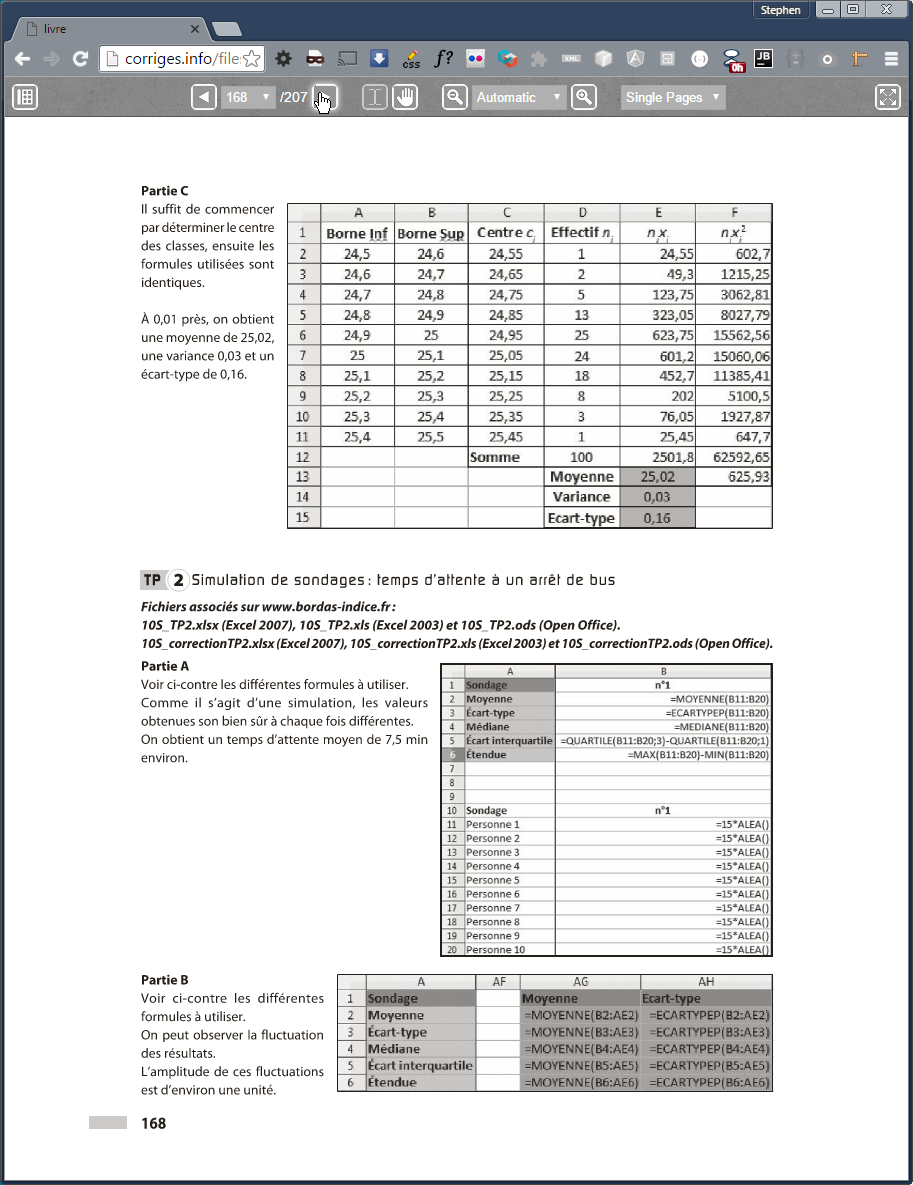 Stephen
livre
corriges.info/file
css
f?
XML
0h
JB
168
/207
Automatic
Single Pages
Partie C
Il suffit de commencer
par déterminer le centre
des classes, ensuite les
formules utilisées sont
identiques.
À 0,01 près, on obtient
une moyenne de 25,02,
une variance 0,03 et un
écart-type de 0,16.
A B C D E F
1 Borne Inf Borne Sup Centre ci Effectif ni nixi nixi²
2 24,5 24,6 24,55 1 24,55 602,7
3 24,6 24,7 24,65 2 49,3 1215,25
4 24,7 24,8 24,75 5 123,75 3062,81
5 24,8 24,9 24,85 13 323,05 8027,79
6 24,9 25 24,95 25 623,75 15562,56
7 25 25,1 25,05 24 601,2 15060,06
8 25,1 25,2 25,15 18 452,7 11385,41
9 25,2 25,3 25,25 8 202 5100,5
10 25,3 25,4 25,35 3 76,05 1927,87
11 25,4 25,5 25,45 1 25,45 647,7
12 Somme 100 2501,8 62592,65
13 Moyenne 25,02 625,93
14 Variance 0,03
15 Ecart-type 0,16
TP 2 Simulation de sondages : temps d'attente à un arrêt de bus
Fichiers associés sur www.bordas-indice.fr :
10S_TP2.xlsx (Excel 2007), 10S_TP2.xls (Excel 2003) et 10S_TP2.ods (Open Office).
10S_correctionTP2.xlsx (Excel 2007), 10S_correctionTP2.xls (Excel 2003) et 10S_correctionTP2.ods (Open Office).
Partie A
Voir ci-contre les différentes formules à utiliser.
Comme il s'agit d'une simulation, les valeurs
obtenues son bien sûr à chaque fois différentes.
On obtient un temps d'attente moyen de 7,5 min
environ.
A B
1 Sondage n°1
2 Moyenne =MOYENNE(B11:B20)
3 Écart-type =ECARTYPEP(B11:B20)
4 Médiane =MEDIANE(B11:B20)
5 Écart interquartile =QUARTILE(B11:B20;3)-QUARTILE(B11:B20;1)
6 Étendue =MAX(B11:B20)-MIN(B11:B20)
7
8
9
10 Sondage n°1
11 Personne 1 =15*ALEA()
12 Personne 2 =15*ALEA()
13 Personne 3 =15*ALEA()
14 Personne 4 =15*ALEA()
15 Personne 5 =15*ALEA()
16 Personne 6 =15*ALEA()
17 Personne 7 =15*ALEA()
18 Personne 8 =15*ALEA()
19 Personne 9 =15*ALEA()
20 Personne 10 =15*ALEA()
Partie B
Voir ci-contre les différentes
formules à utiliser.
On peut observer la fluctuation
des résultats.
L'amplitude de ces fluctuations
est d'environ une unité.
A AF AG AH
1 Sondage Moyenne Ecart-type
2 Moyenne =MOYENNE(B2:AE2) =ECARTYPEP(B2:AE2)
3 Écart-type =MOYENNE(B3:AE3) =ECARTYPEP(B3:AE3)
4 Médiane =MOYENNE(B4:AE4) =ECARTYPEP(B4:AE4)
5 Écart interquartile =MOYENNE(B5:AE5) =ECARTYPEP(B5:AE5)
6 Étendue =MOYENNE(B6:AE6) =ECARTYPEP(B6:AE6)
168